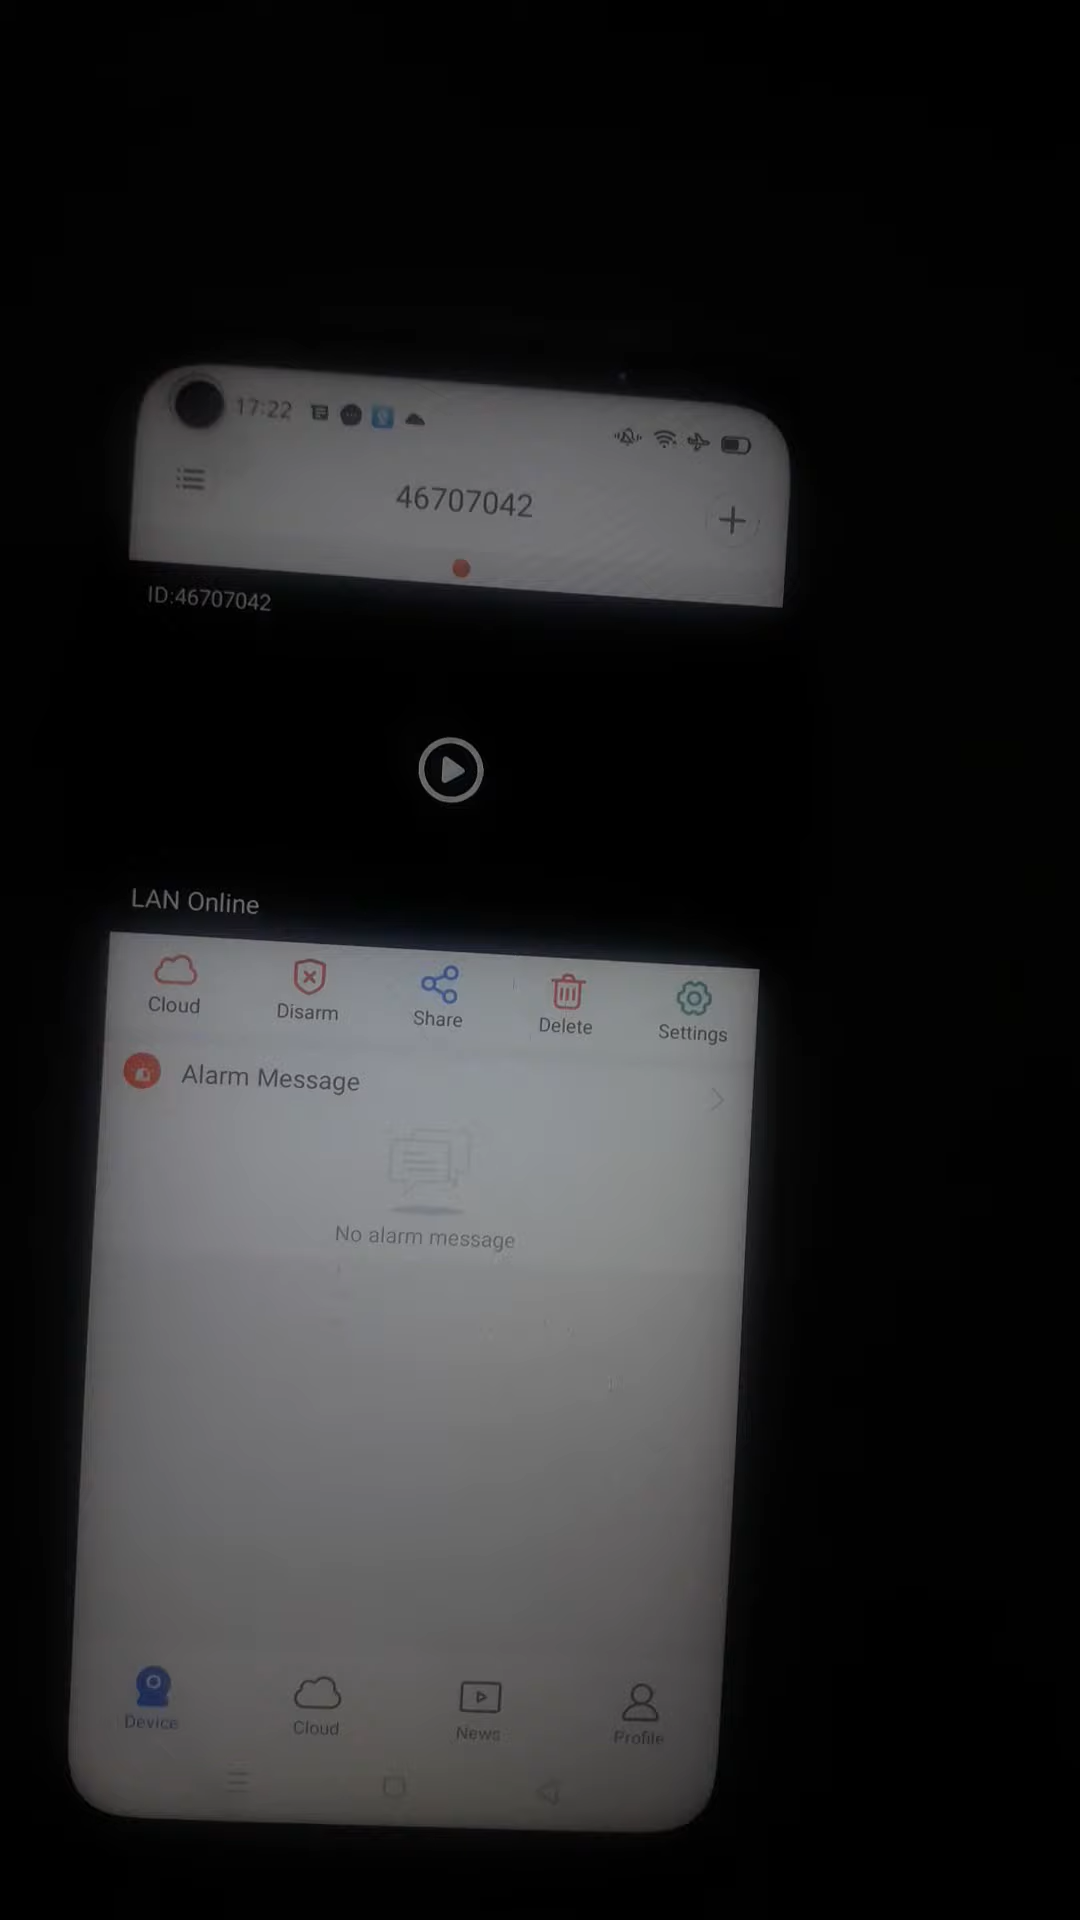 17:22
46707042
ID:46707042
LAN Online
Cloud
Disarm
Share
Delete
Settings
Alarm Message
No alarm message
Device
Cloud
News
Profile